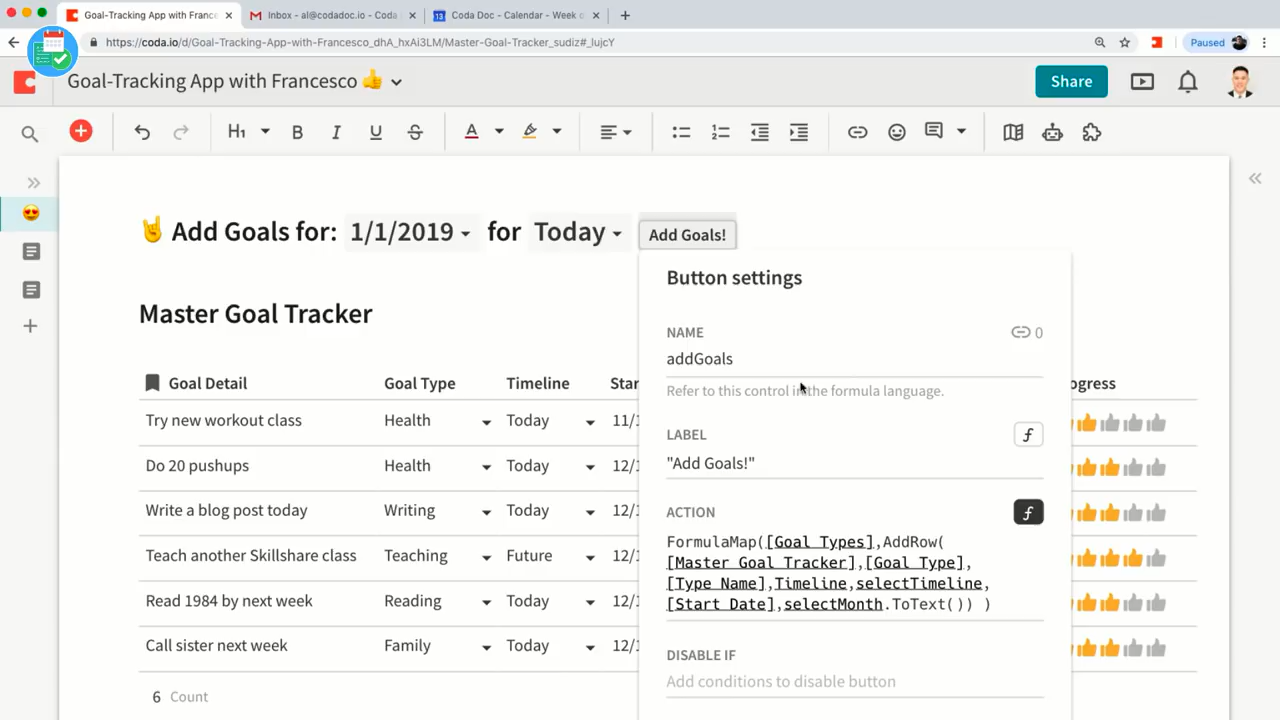 Goal-Tracking App with France
Inbox - al@codadoc.io - Coda
Coda Doc - Calendar - Week o
https://coda.io/d/Goal-Tracking-App-with-Francesco_dhA_hxAi3LM/Master-Goal-Tracker_sudiz#_lujcY
Paused
Goal-Tracking App with Francesco
Share
H1 B I U S A
Add Goals for: 1/1/2019 for Today Add Goals!
Button settings
Master Goal Tracker
NAME 0
addGoals
Refer to this control in the formula language.
Goal Detail Goal Type Timeline Star ogress
Try new workout class Health Today 11/1
LABEL
"Add Goals!"
Do 20 pushups Health Today 12/1
Write a blog post today Writing Today 12/1
ACTION
FormulaMap([Goal Types],AddRow(
[Master Goal Tracker],[Goal Type],
[Type Name],Timeline,selectTimeline,
[Start Date],selectMonth.ToText()) )
Teach another Skillshare class Teaching Future 12/1
Read 1984 by next week Reading Today 12/1
Call sister next week Family Today 12/1
DISABLE IF
Add conditions to disable button
6 Count